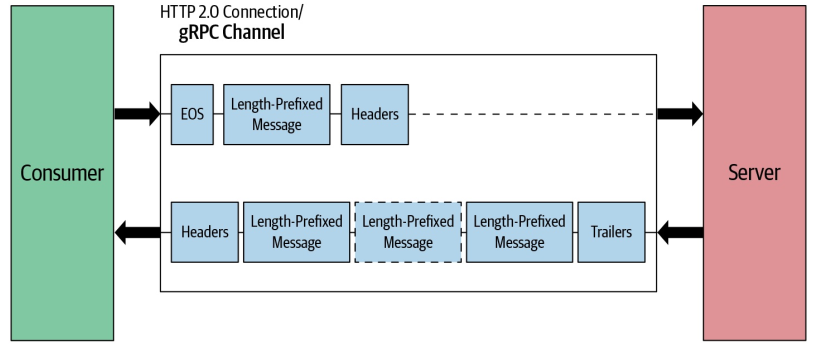 HTTP 2.0 Connection/
gRPC Channel
Consumer
EOS
Length-Prefixed
Message
Headers
Server
Headers
Length-Prefixed
Message
Length-Prefixed
Message
Length-Prefixed
Message
Trailers